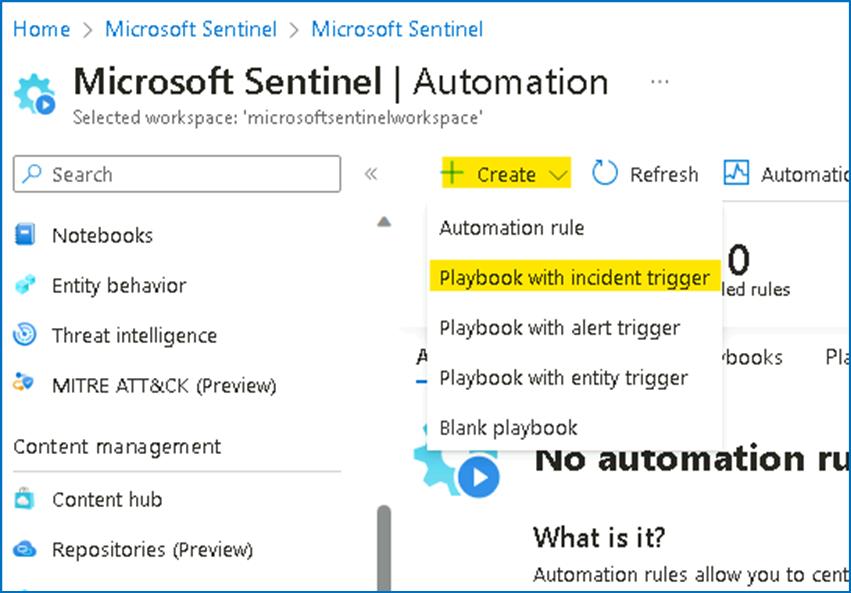 Home > Microsoft Sentinel > Microsoft Sentinel
Microsoft Sentinel | Automation ...
Selected workspace: 'microsoftsentinelworkspace'
Search
«
+ Create
Refresh
Automatic
Notebooks
Entity behavior
Threat intelligence
MITRE ATT&CK (Preview)
Content management
Content hub
Repositories (Preview)
Automation rule
Playbook with incident trigger
Playbook with alert trigger
Playbook with entity trigger
Blank playbook
0
led rules
A
ybooks
Pla
No automation ru
What is it?
Automation rules allow you to cent